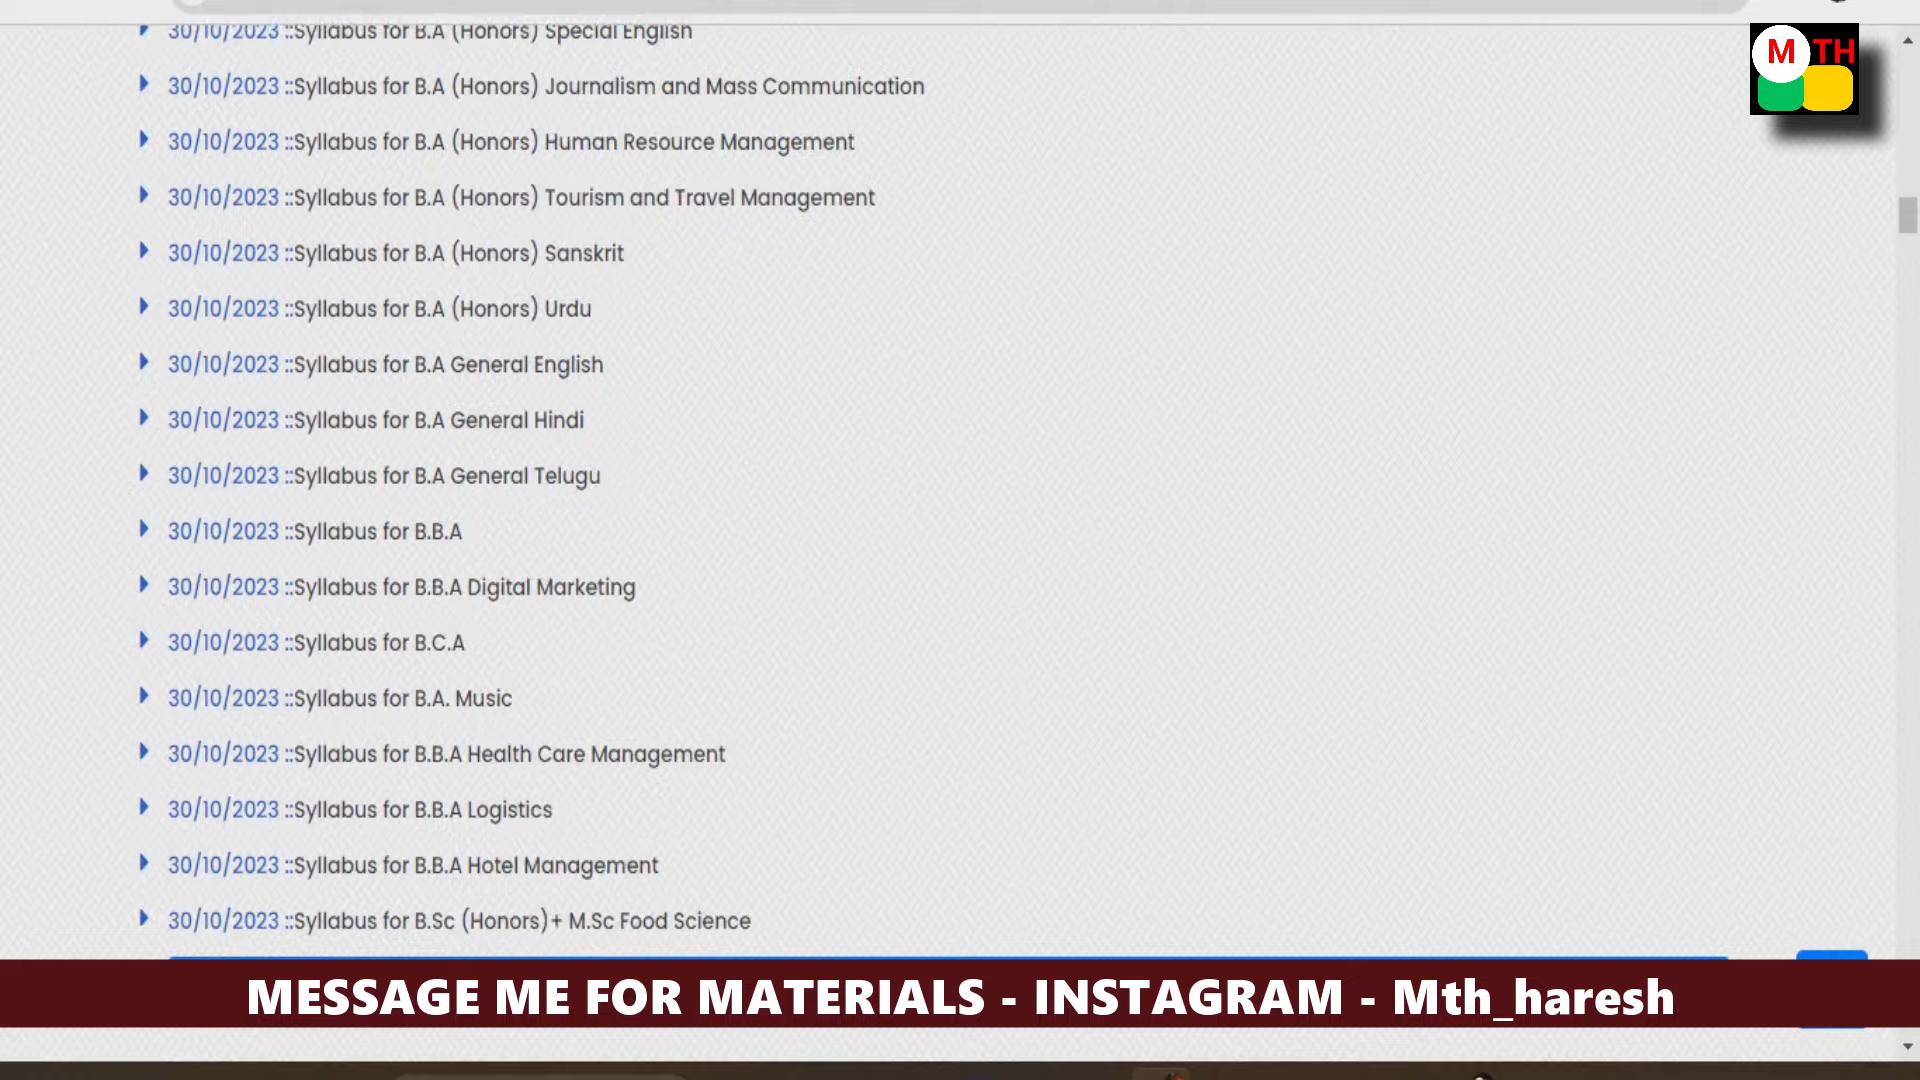 30/10/2023 ::Syllabus for B.A (Honors) Special English
M TH
30/10/2023 ::Syllabus for B.A (Honors) Journalism and Mass Communication
30/10/2023 ::Syllabus for B.A (Honors) Human Resource Management
30/10/2023 ::Syllabus for B.A (Honors) Tourism and Travel Management
30/10/2023 ::Syllabus for B.A (Honors) Sanskrit
30/10/2023 ::Syllabus for B.A (Honors) Urdu
30/10/2023 ::Syllabus for B.A General English
30/10/2023 ::Syllabus for B.A General Hindi
30/10/2023 ::Syllabus for B.A General Telugu
30/10/2023 ::Syllabus for B.B.A
30/10/2023 ::Syllabus for B.B.A Digital Marketing
30/10/2023 ::Syllabus for B.C.A
30/10/2023 ::Syllabus for B.A. Music
30/10/2023 ::Syllabus for B.B.A Health Care Management
30/10/2023 ::Syllabus for B.B.A Logistics
30/10/2023 ::Syllabus for B.B.A Hotel Management
30/10/2023 ::Syllabus for B.Sc (Honors)+ M.Sc Food Science
MESSAGE ME FOR MATERIALS - INSTAGRAM - Mth_haresh